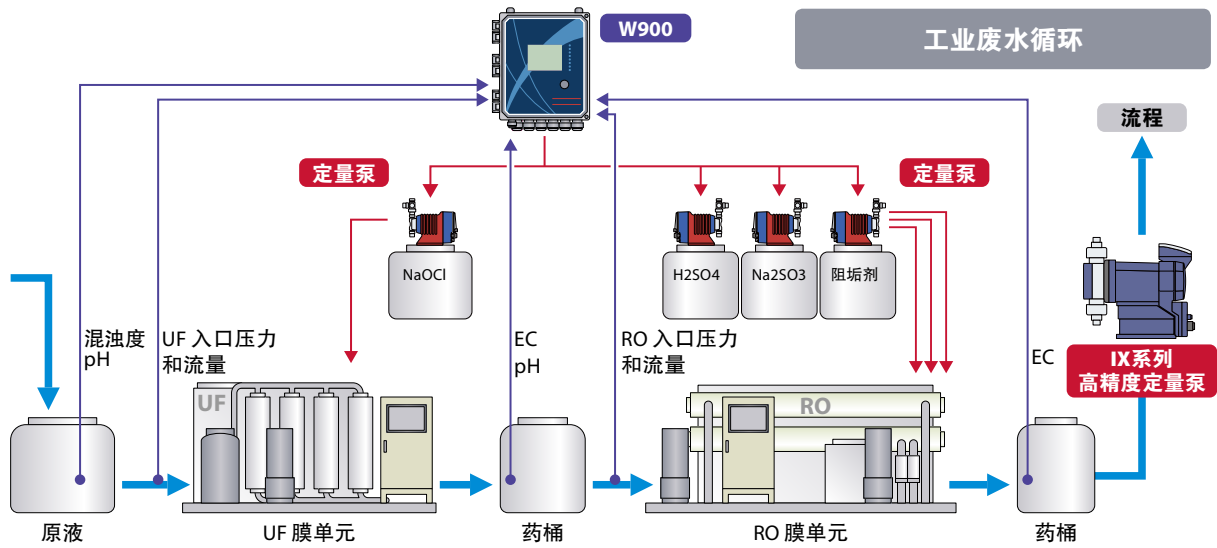 W900
工业废水循环
流程
定量泵
定量泵
NaOCl
H2SO4
Na2SO3
阻垢剂
混浊度
pH
UF 入口压力
和流量
EC
pH
RO 入口压力
和流量
EC
IX系列
高精度定量泵
UF
RO
原液
UF 膜单元
药桶
RO 膜单元
药桶